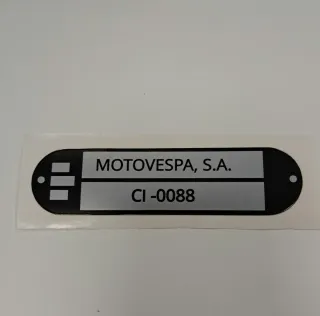 MOTOVESPA, S.A.
CI -0088